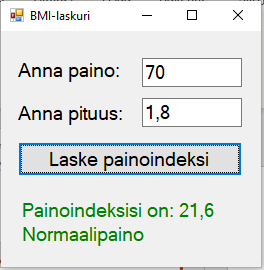 BMI-laskuri
Anna paino: 70
Anna pituus: 1,8
Laske painoindeksi
Painoindeksisi on: 21,6
Normaalipaino